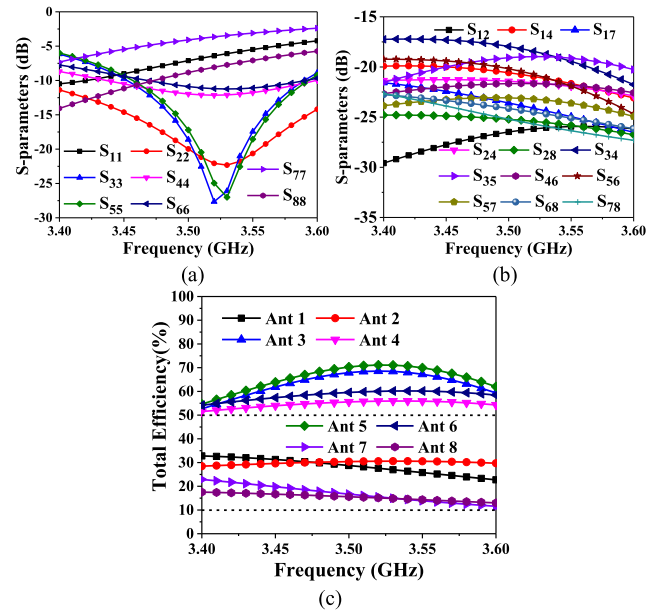 0
-5
-10
-15
-20
-25
-30
S-parameters (dB)
S11
S22
S33
S44
S55
S66
S77
S88
3.40 3.45 3.50 3.55 3.60
Frequency (GHz)
(a)
-15
-20
-25
-30
-35
S-parameters (dB)
S12 S14 S17
S24 S28 S34
S35 S46 S56
S57 S68 S78
3.40 3.45 3.50 3.55 3.60
Frequency (GHz)
(b)
100
90
80
70
60
50
40
30
20
10
0
Total Efficiency(%)
Ant 1 Ant 2
Ant 3 Ant 4
Ant 5 Ant 6
Ant 7 Ant 8
3.40 3.45 3.50 3.55 3.60
Frequency (GHz)
(c)